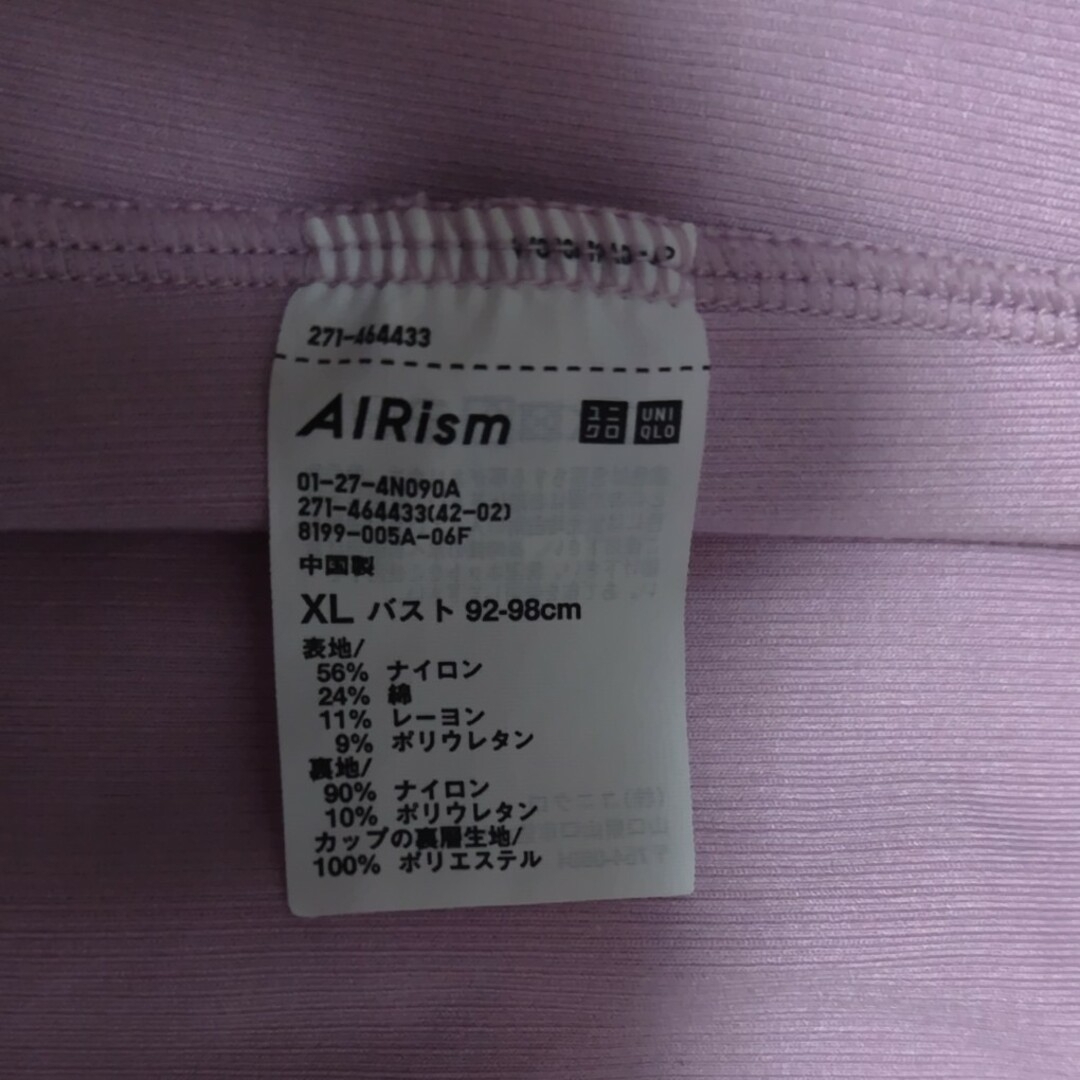 271-464433
AIRism ユニクロ UNIQLO
01-27-4N090A
271-464433(42-02)
8199-005A-06F
中国製
XL バスト 92-98cm
表地/
56% ナイロン
24% 綿
11% レーヨン
9% ポリウレタン
裏地/
90% ナイロン
10% ポリウレタン
カップの裏層生地/
100% ポリエステル